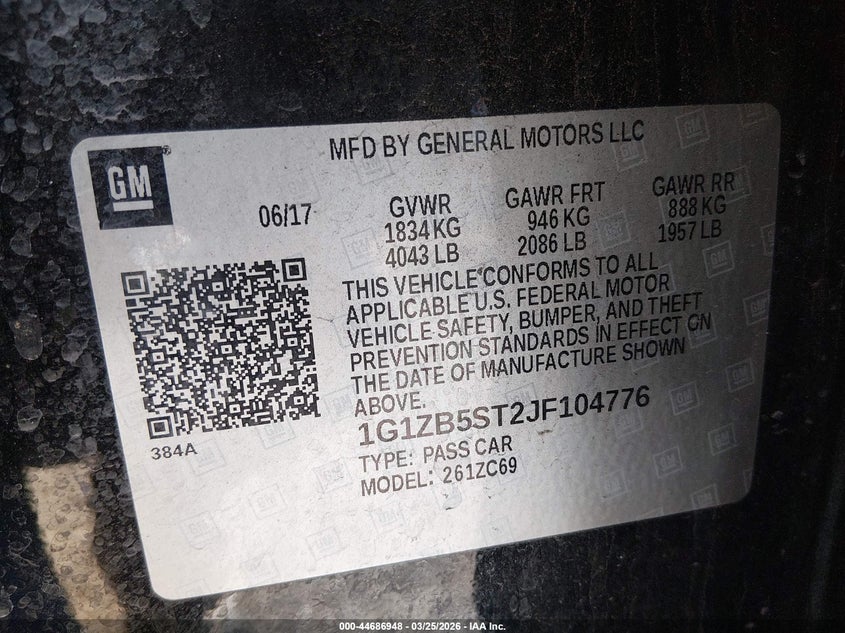 MFD BY GENERAL MOTORS LLC
GM
06/17
GVWR
1834 KG
4043 LB
GAWR FRT
946 KG
2086 LB
GAWR RR
888 KG
1957 LB
THIS VEHICLE CONFORMS TO ALL
APPLICABLE U.S. FEDERAL MOTOR
VEHICLE SAFETY, BUMPER, AND THEFT
PREVENTION STANDARDS IN EFFECT ON
THE DATE OF MANUFACTURE SHOWN
ABOVE.
1G1ZB5ST2JF104776
TYPE: PASS CAR
MODEL: 261ZC69
384A
000-44686948 - 03/25/2026 - IAA Inc.